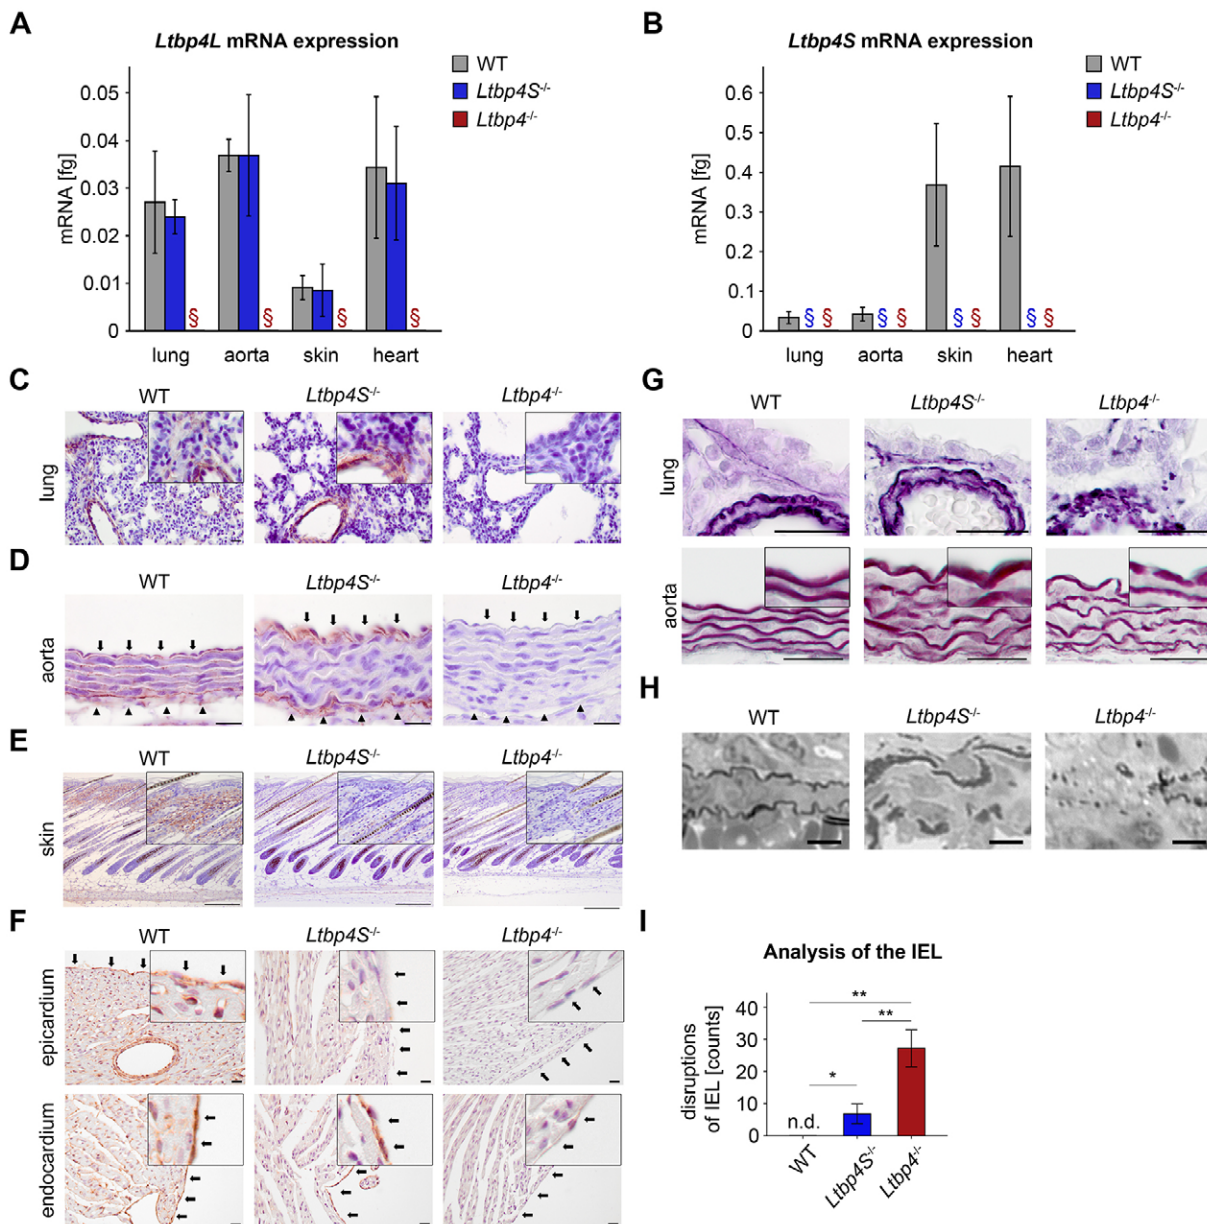 A
Ltbp4L mRNA expression
WT
Ltbp4S-/-
Ltbp4-/-
mRNA [fg]
0.05
0.04
0.03
0.02
0.01
0
§ § § §
lung aorta skin heart
B
Ltbp4S mRNA expression
WT
Ltbp4S-/-
Ltbp4-/-
mRNA [fg]
0.6
0.5
0.4
0.3
0.2
0.1
0
§ § § § § § § §
lung aorta skin heart
C
WT Ltbp4S-/- Ltbp4-/-
lung
D
WT Ltbp4S-/- Ltbp4-/-
aorta
E
WT Ltbp4S-/- Ltbp4-/-
skin
F
WT Ltbp4S-/- Ltbp4-/-
epicardium
endocardium
G
WT Ltbp4S-/- Ltbp4-/-
lung
aorta
H
WT Ltbp4S-/- Ltbp4-/-
I
Analysis of the IEL
disruptions
of IEL [counts]
40
30
20
10
0
**
**
*
n.d.
WT Ltbp4S-/- Ltbp4-/-